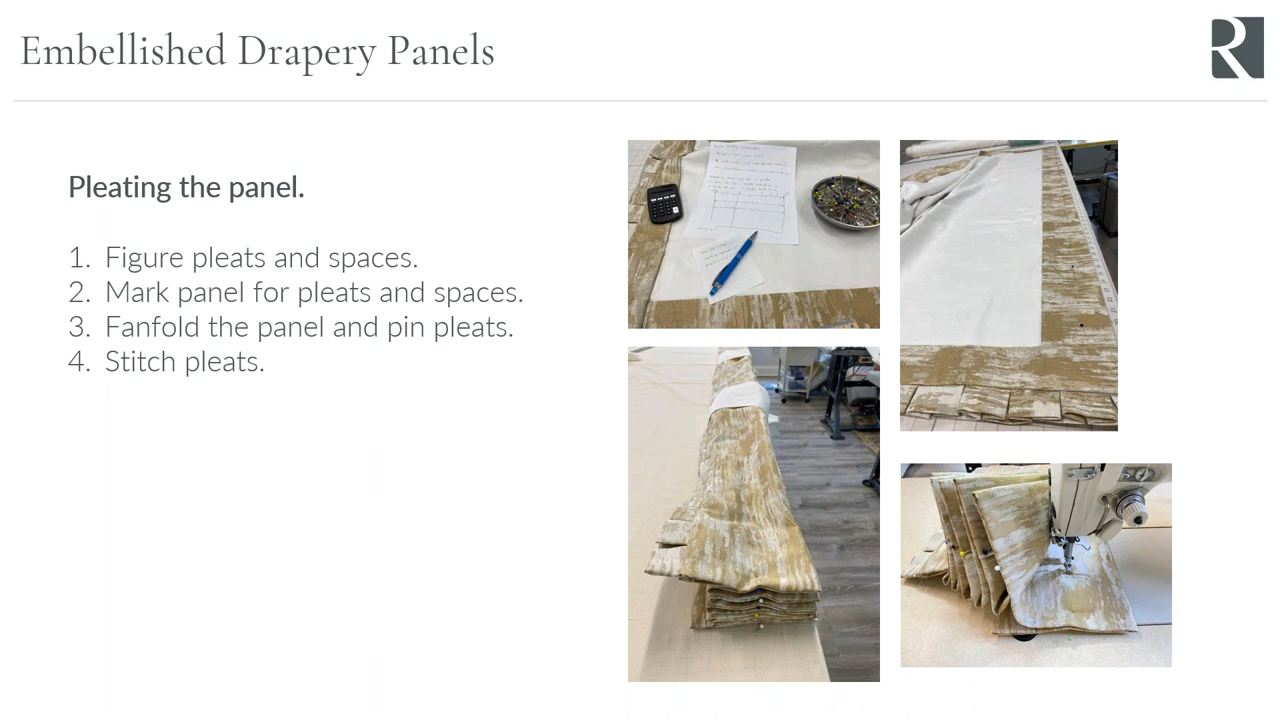 Embellished Drapery Panels
R
Pleating the panel.
1. Figure pleats and spaces.
2. Mark panel for pleats and spaces.
3. Fanfold the panel and pin pleats.
4. Stitch pleats.